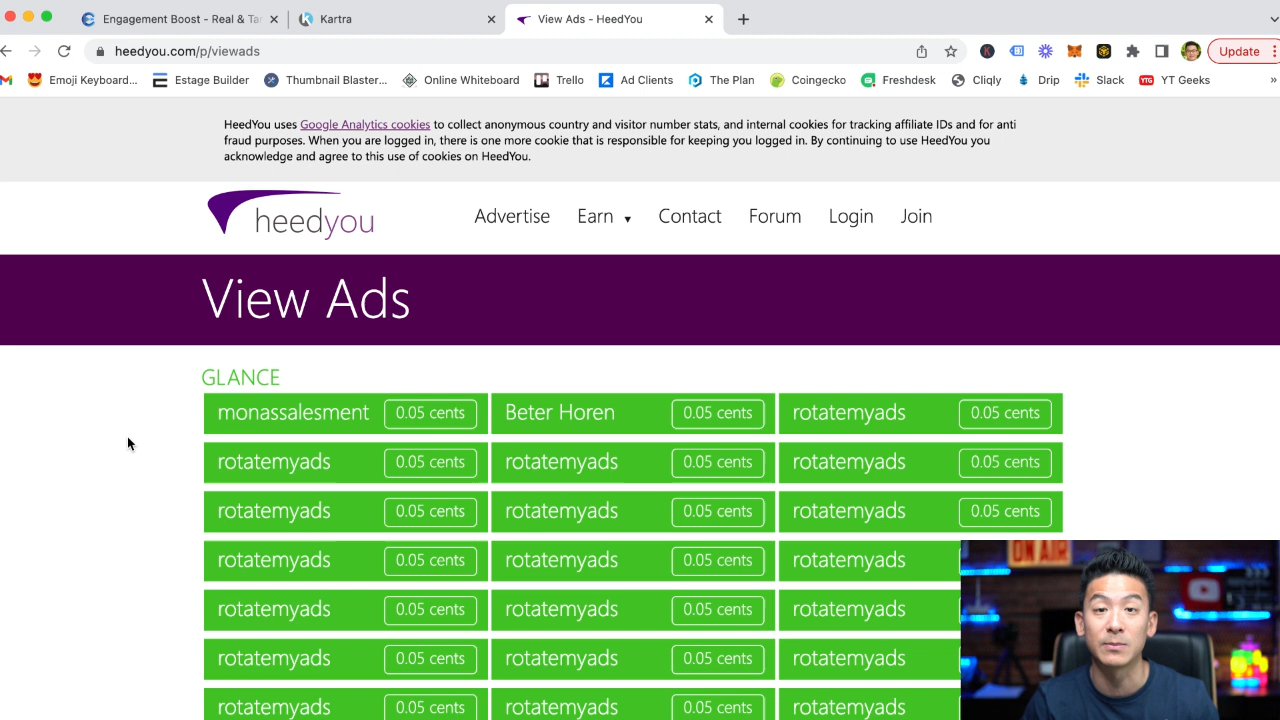 Engagement Boost - Real & Ta
Kartra
View Ads - HeedYou
heedyou.com/p/viewads
Update
Emoji Keyboard...
Estage Builder
Thumbnail Blaster...
Online Whiteboard
Trello
Ad Clients
The Plan
Coingecko
Freshdesk
Cliqly
Drip
Slack
YTG
YT Geeks
»
HeedYou uses Google Analytics cookies to collect anonymous country and visitor number stats, and internal cookies for tracking affiliate IDs and for anti
fraud purposes. When you are logged in, there is one more cookie that is responsible for keeping you logged in. By continuing to use HeedYou you
acknowledge and agree to this use of cookies on HeedYou.
heedyou
Advertise Earn ▼ Contact Forum Login Join
View Ads
GLANCE
monassalesment 0.05 cents Beter Horen 0.05 cents rotatemyads 0.05 cents
rotatemyads 0.05 cents rotatemyads 0.05 cents rotatemyads 0.05 cents
rotatemyads 0.05 cents rotatemyads 0.05 cents rotatemyads 0.05 cents
rotatemyads 0.05 cents rotatemyads 0.05 cents rotatemyads
rotatemyads 0.05 cents rotatemyads 0.05 cents rotatemyads
rotatemyads 0.05 cents rotatemyads 0.05 cents rotatemyads
rotatemyads 0.05 cents rotatemyads 0.05 cents rotatemyads
ON AIR